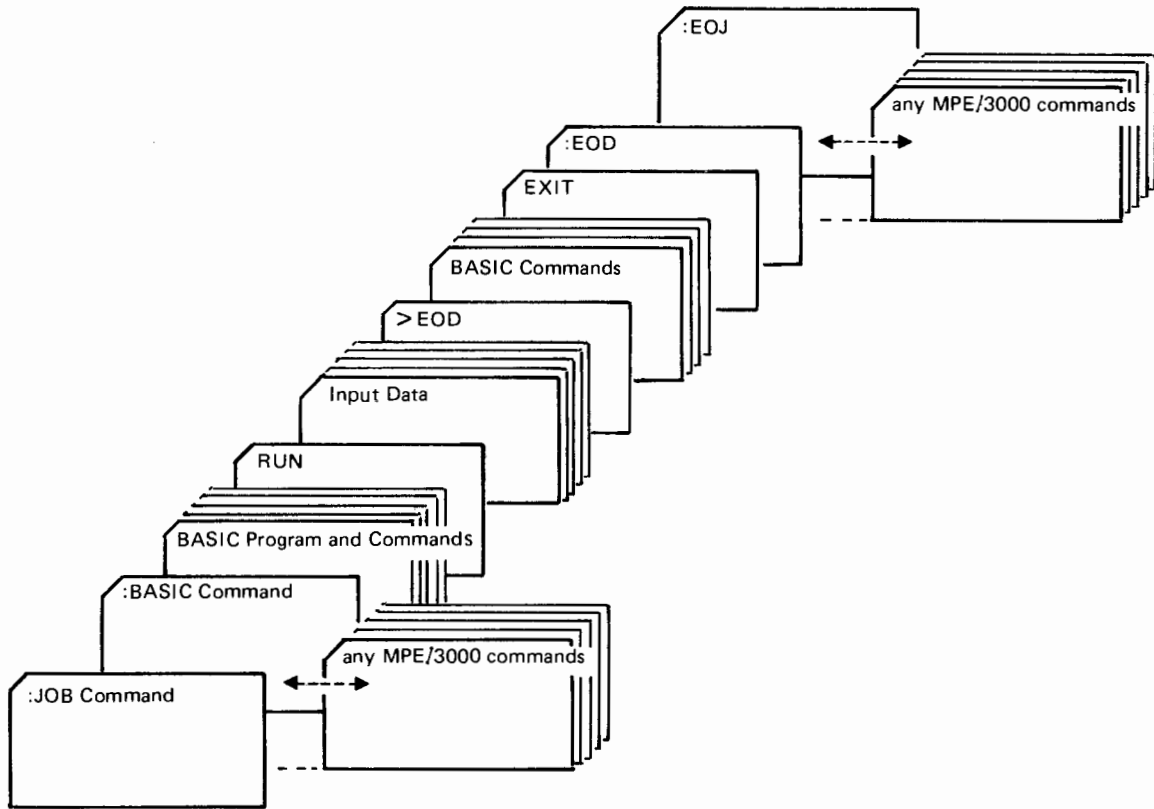 :EOJ
any MPE/3000 commands
:EOD
EXIT
BASIC Commands
>EOD
Input Data
RUN
BASIC Program and Commands
:BASIC Command
any MPE/3000 commands
:JOB Command